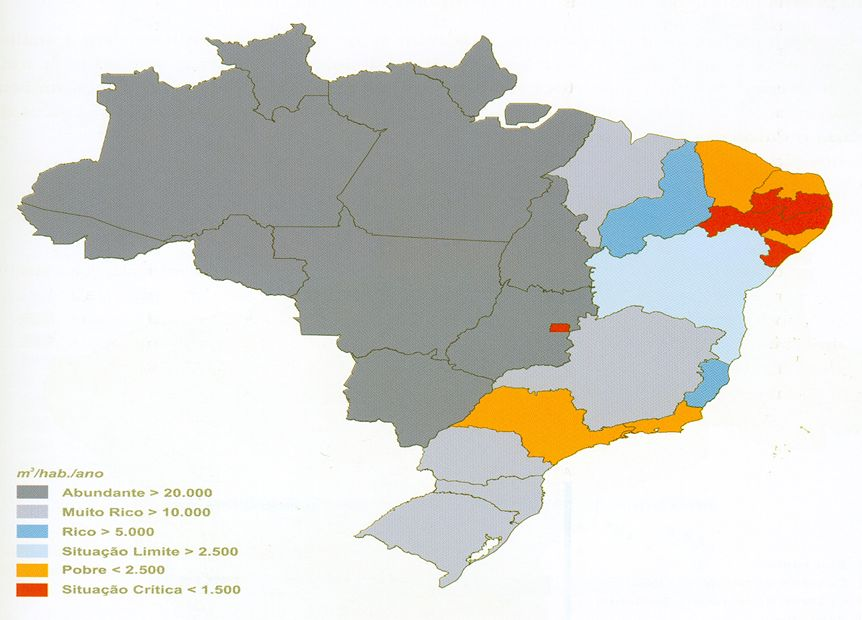 m³/hab./ano
Abundante > 20.000
Muito Rico > 10.000
Rico > 5.000
Situação Limite > 2.500
Pobre < 2.500
Situação Crítica < 1.500